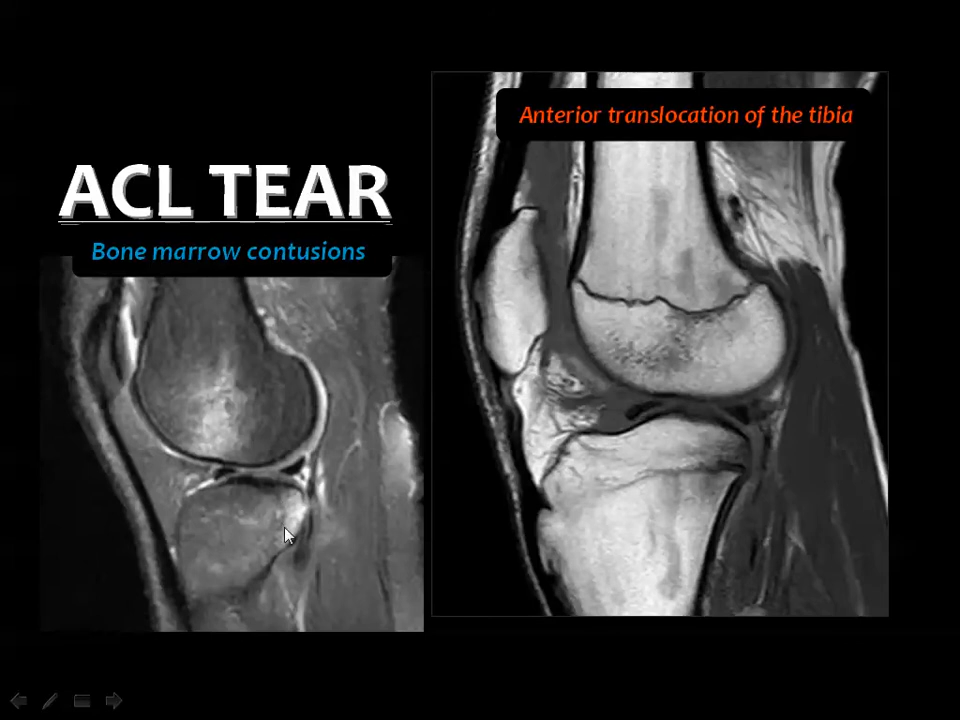 ACL TEAR
Bone marrow contusions
Anterior translocation of the tibia